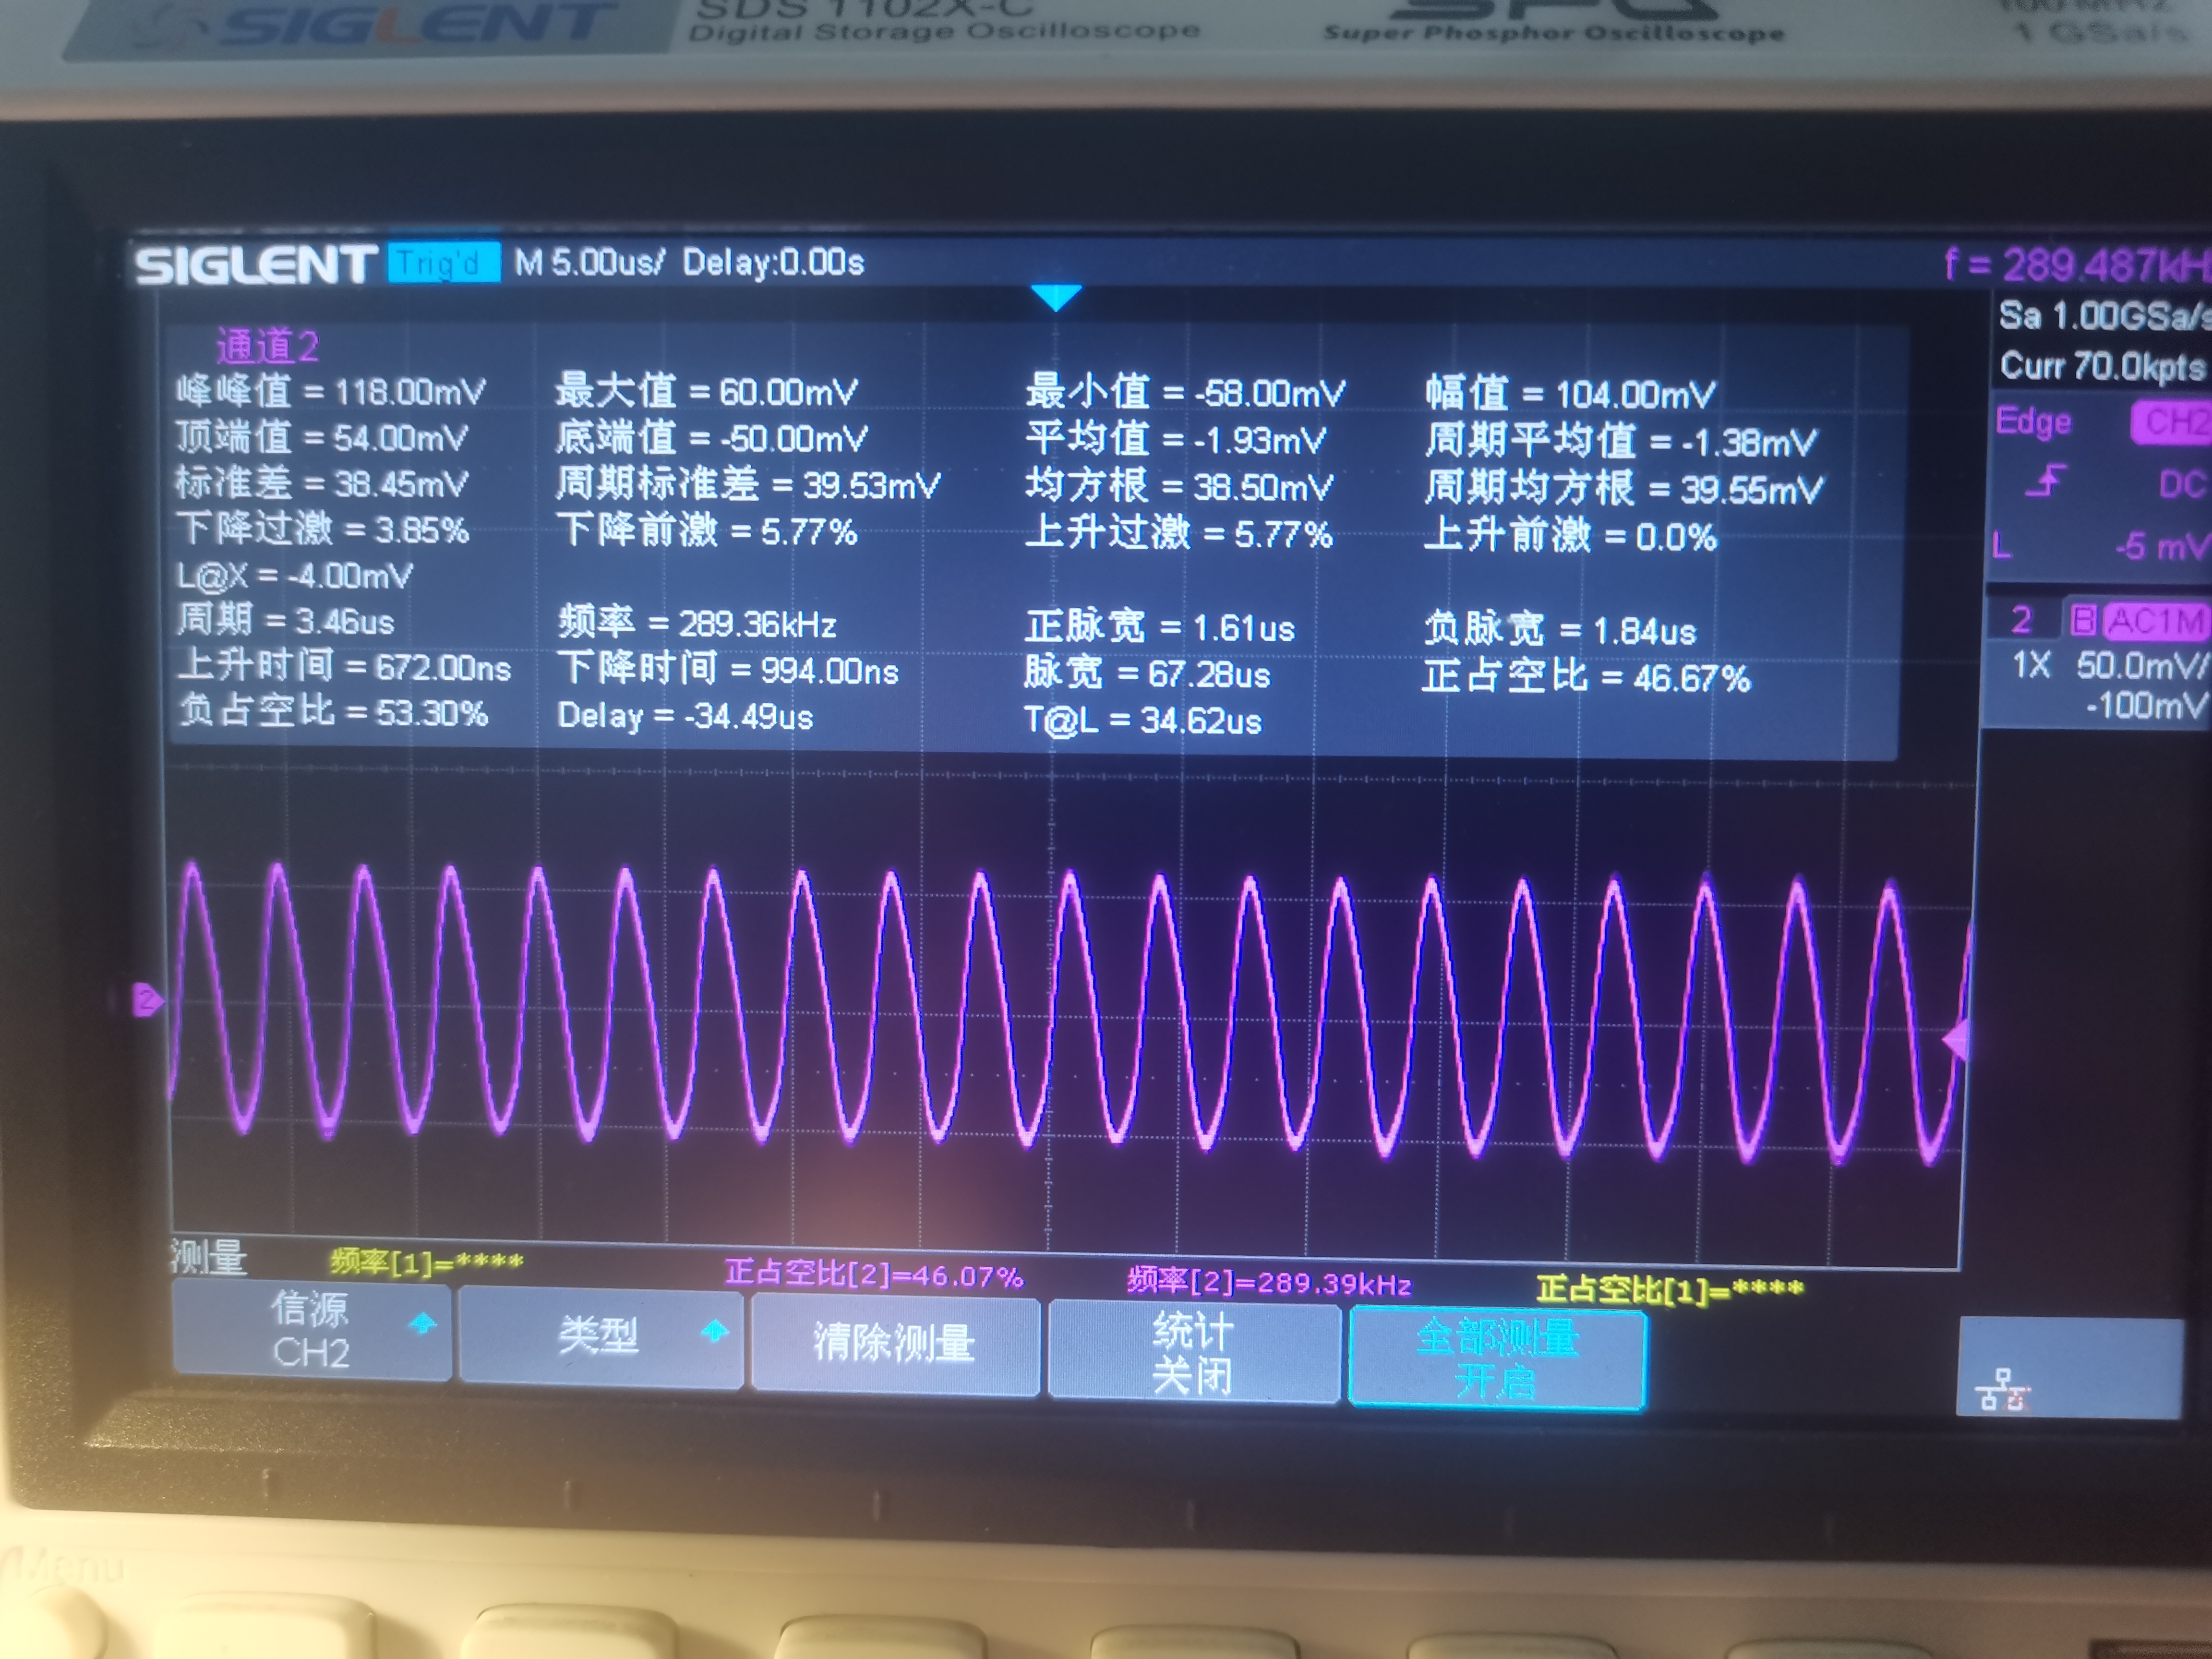 SIGLENT SDS 1102X-C
Digital Storage Oscilloscope Super Phosphor Oscilloscope 1 GSa/s
SIGLENT Trig'd M 5.00us/ Delay:0.00s f = 289.487kH
Sa 1.00GSa/s
Curr 70.0kpts
Edge CH2
DC
L -5 mV
2 B AC1M
1X 50.0mV/
-100mV
通道2
峰峰值 = 118.00mV 最大值 = 60.00mV 最小值 = -58.00mV 幅值 = 104.00mV
顶端值 = 54.00mV 底端值 = -50.00mV 平均值 = -1.93mV 周期平均值 = -1.38mV
标准差 = 38.45mV 周期标准差 = 39.53mV 均方根 = 38.50mV 周期均方根 = 39.55mV
下降过激 = 3.85% 下降前激 = 5.77% 上升过激 = 5.77% 上升前激 = 0.0%
L@X = -4.00mV
周期 = 3.46us 频率 = 289.36kHz 正脉宽 = 1.61us 负脉宽 = 1.84us
上升时间 = 672.00ns 下降时间 = 994.00ns 脉宽 = 67.28us 正占空比 = 46.67%
负占空比 = 53.30% Delay = -34.49us T@L = 34.62us
2
测量 频率[1]=**** 正占空比[2]=46.07% 频率[2]=289.39kHz 正占空比[1]=****
信源
CH2
类型
清除测量
统计
关闭
全部测量
开启
Menu